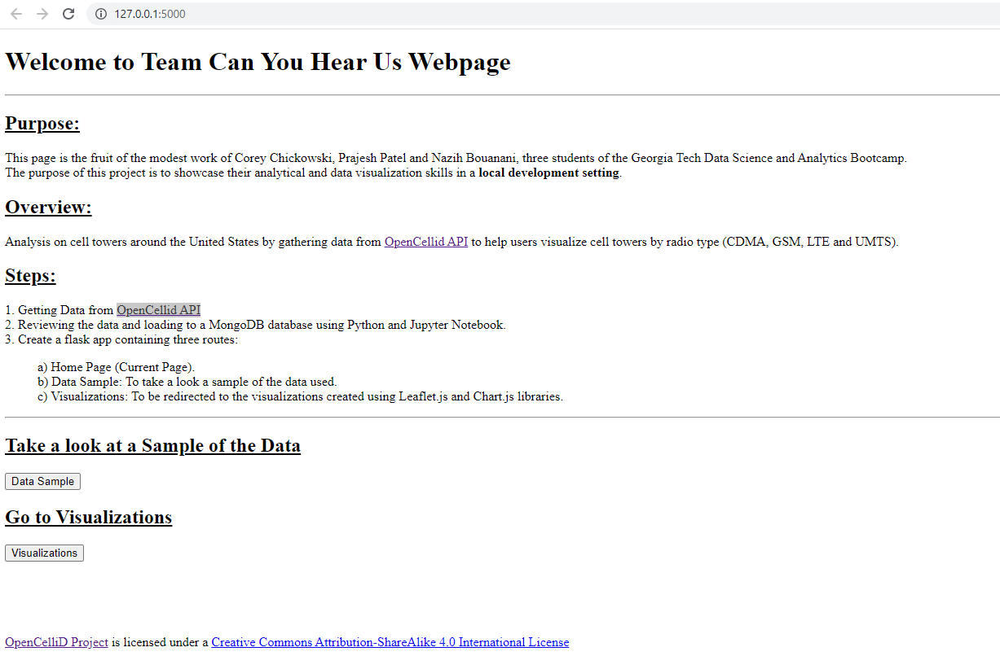 127.0.0.1:5000
Welcome to Team Can You Hear Us Webpage
Purpose:
This page is the fruit of the modest work of Corey Chickowski, Prajesh Patel and Nazih Bouanani, three students of the Georgia Tech Data Science and Analytics Bootcamp.
The purpose of this project is to showcase their analytical and data visualization skills in a local development setting.
Overview:
Analysis on cell towers around the United States by gathering data from OpenCellid API to help users visualize cell towers by radio type (CDMA, GSM, LTE and UMTS).
Steps:
1. Getting Data from OpenCellid API
2. Reviewing the data and loading to a MongoDB database using Python and Jupyter Notebook.
3. Create a flask app containing three routes:
a) Home Page (Current Page).
b) Data Sample: To take a look a sample of the data used.
c) Visualizations: To be redirected to the visualizations created using Leaflet.js and Chart.js libraries.
Take a look at a Sample of the Data
Data Sample
Go to Visualizations
Visualizations
OpenCelliD Project is licensed under a Creative Commons Attribution-ShareAlike 4.0 International License